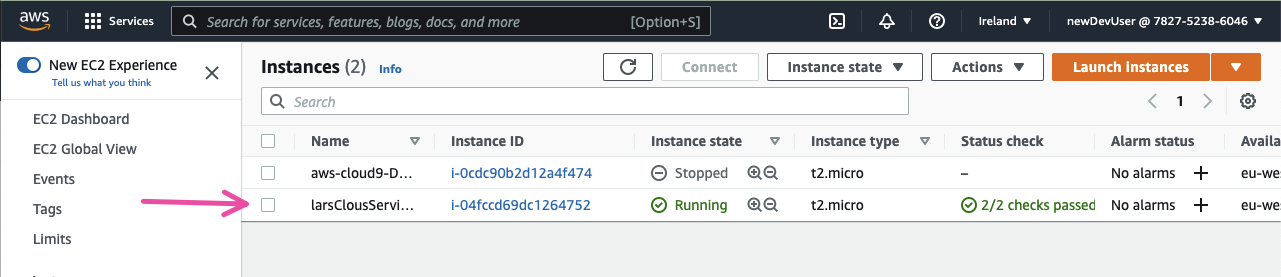 aws Services Search for services, features, blogs, docs, and more [Option+S] Ireland ▼ newDevUser @ 7827-5238-6046 ▼
New EC2 Experience
Tell us what you think
EC2 Dashboard
EC2 Global View
Events
Tags
Limits
Instances (2) Info Connect Instance state ▼ Actions ▼ Launch instances ▼
Search
1
Name Instance ID Instance state Instance type Status check Alarm status Availa
aws-cloud9-D... i-0cdc90b2d12a4f474 Stopped t2.micro – No alarms + eu-wes
larsClousServi... i-04fccd69dc1264752 Running t2.micro 2/2 checks passed No alarms + eu-wes